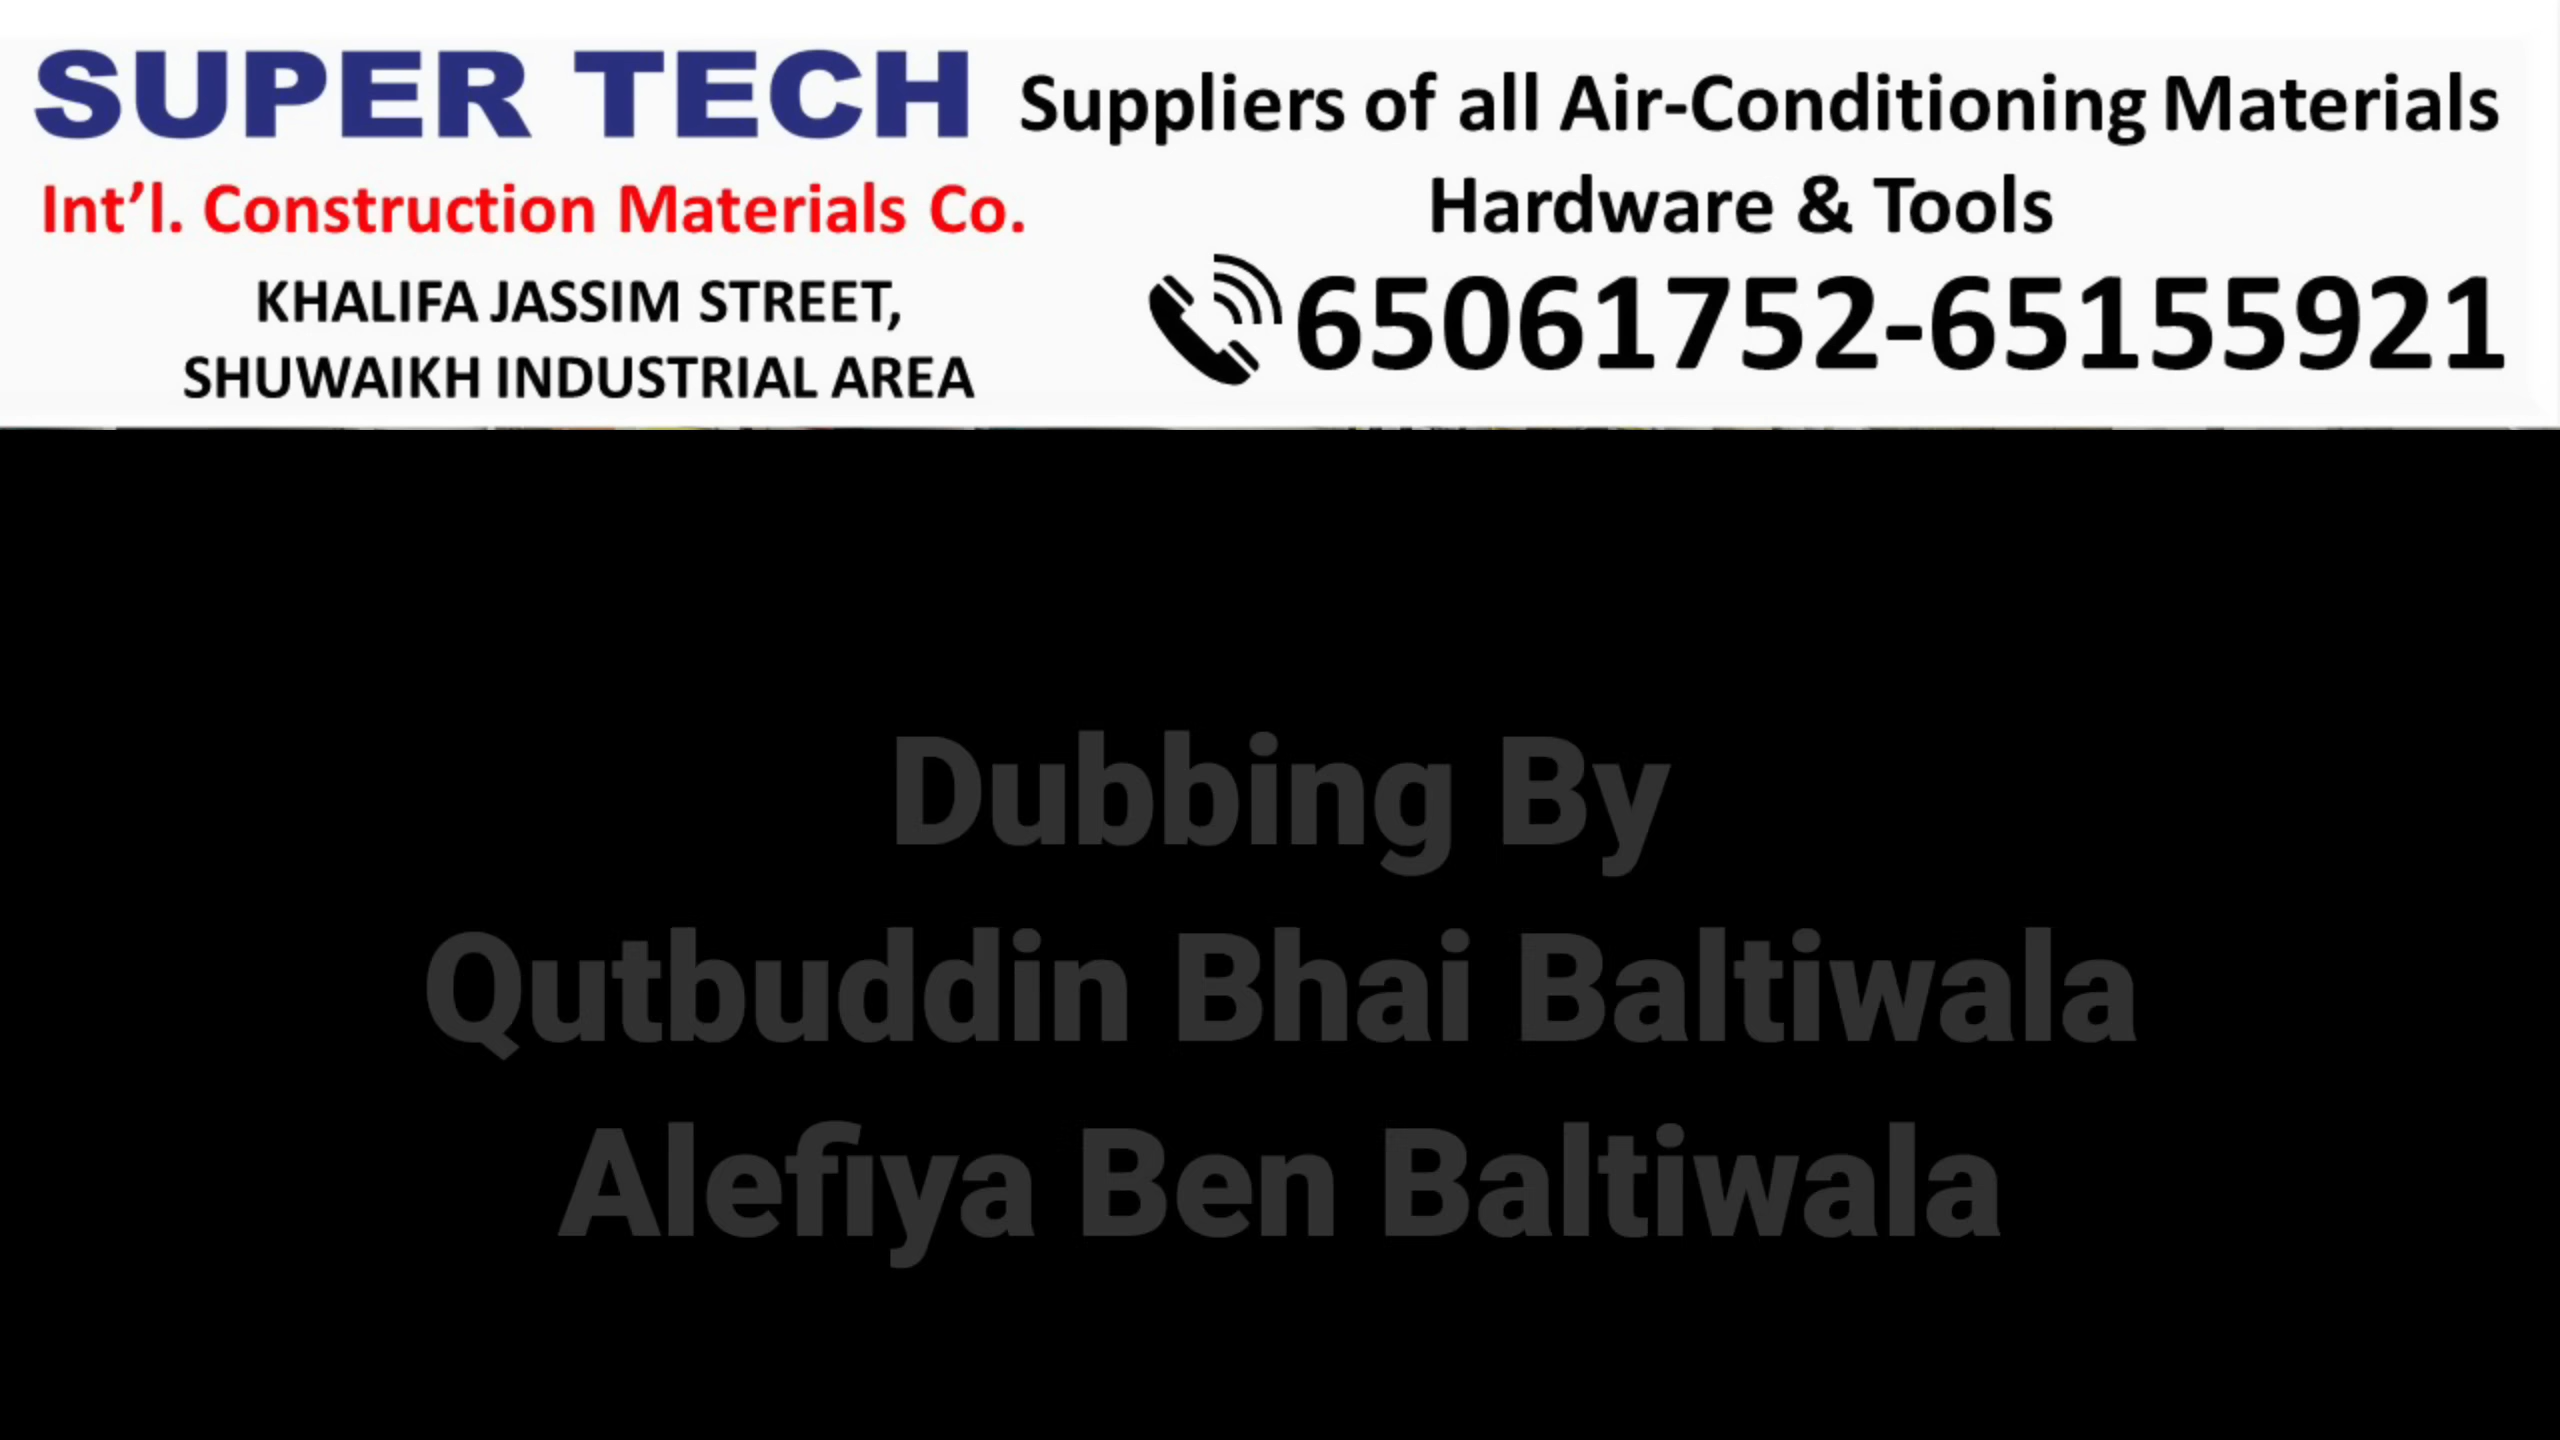 SUPER TECH
Int’l. Construction Materials Co.
KHALIFA JASSIM STREET,
SHUWAIKH INDUSTRIAL AREA
Suppliers of all Air-Conditioning Materials
Hardware & Tools
65061752-65155921
Dubbing By
Qutbuddin Bhai Baltiwala
Alefiya Ben Baltiwala